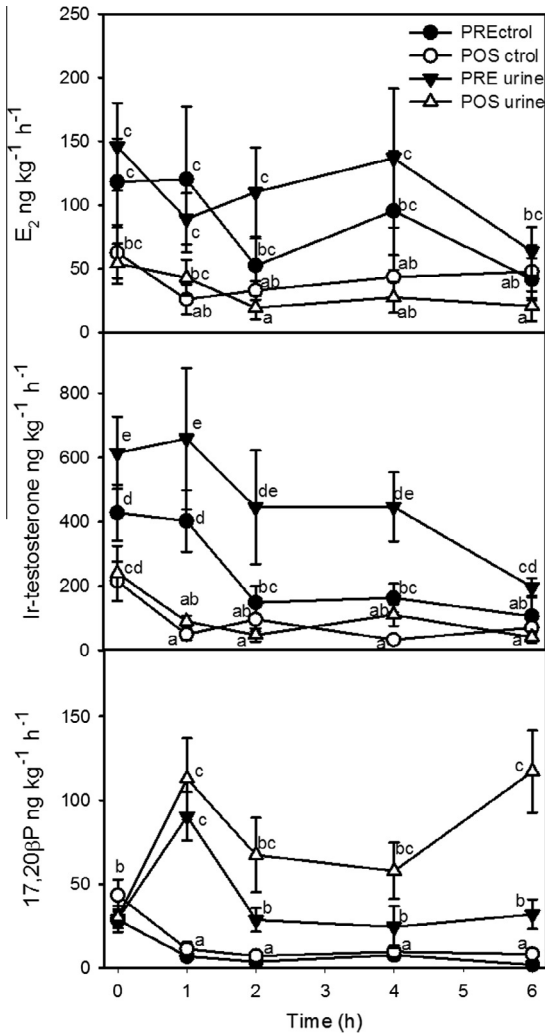 250
PREctrol
POS ctrol
PRE urine
POS urine
200
150
100
50
0
E₂ ng kg⁻¹ h⁻¹
c
c
c
c
c
c
bc
bc
bc
bc
ab
ab
a
ab
ab
bc
ab
a
800
600
400
200
0
Ir-testosterone ng kg⁻¹ h⁻¹
e
e
d
d
de
de
cd
cd
ab
a
bc
ab
a
bc
ab
a
ab
a
150
100
50
0
17,20βP ng kg⁻¹ h⁻¹
b
c
c
a
bc
b
a
bc
b
a
c
b
a
0 1 2 4 6
Time (h)